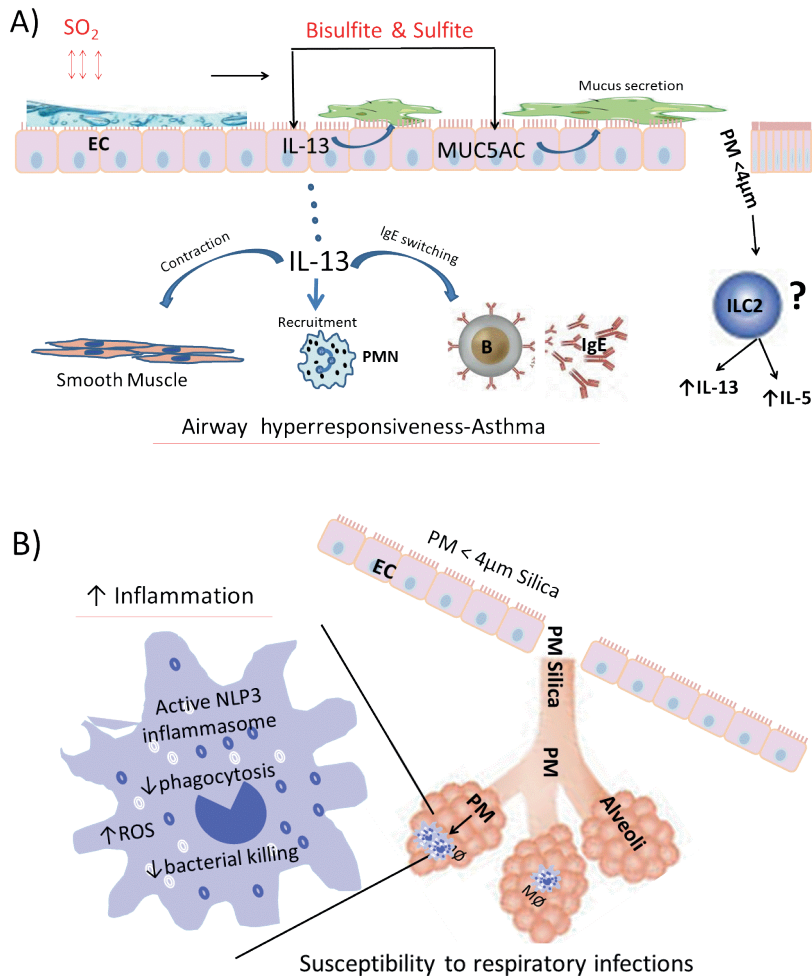 A)
SO2
Bisulfite & Sulfite
Mucus secretion
EC
IL-13
MUC5AC
PM <4µm
Contraction
IL-13
IgE switching
ILC2
?
Recruitment
PMN
B
IgE
Smooth Muscle
↑IL-13
↑IL-5
Airway hyperresponsiveness-Asthma
B)
PM < 4µm Silica
EC
↑ Inflammation
PM Silica
Active NLP3
inflammasome
PM
↓phagocytosis
PM
Alveoli
↑ROS
↓bacterial killing
MØ
Susceptibility to respiratory infections